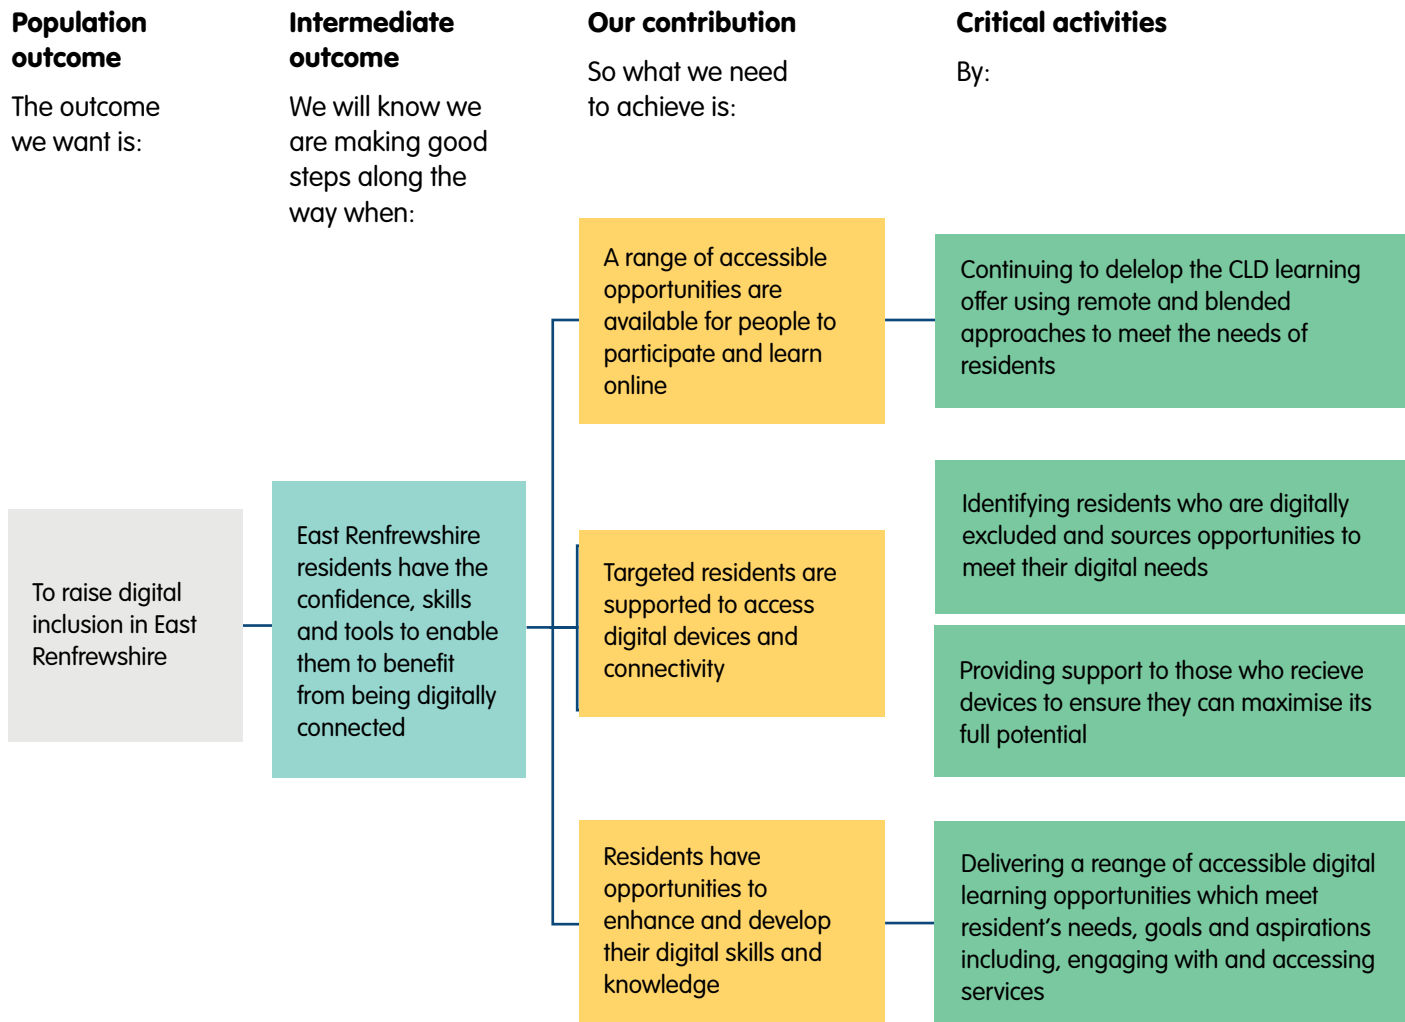 Population
outcome
The outcome
we want is:
Intermediate
outcome
We will know we
are making good
steps along the
way when:
Our contribution
So what we need
to achieve is:
Critical activities
By:
To raise digital
inclusion in East
Renfrewshire
East Renfrewshire
residents have the
confidence, skills
and tools to enable
them to benefit
from being digitally
connected
A range of accessible
opportunities are
available for people to
participate and learn
online
Continuing to delelop the CLD learning
offer using remote and blended
approaches to meet the needs of
residents
Targeted residents are
supported to access
digital devices and
connectivity
Identifying residents who are digitally
excluded and sources opportunities to
meet their digital needs
Providing support to those who recieve
devices to ensure they can maximise its
full potential
Residents have
opportunities to
enhance and develop
their digital skills and
knowledge
Delivering a reange of accessible digital
learning opportunities which meet
resident's needs, goals and aspirations
including, engaging with and accessing
services